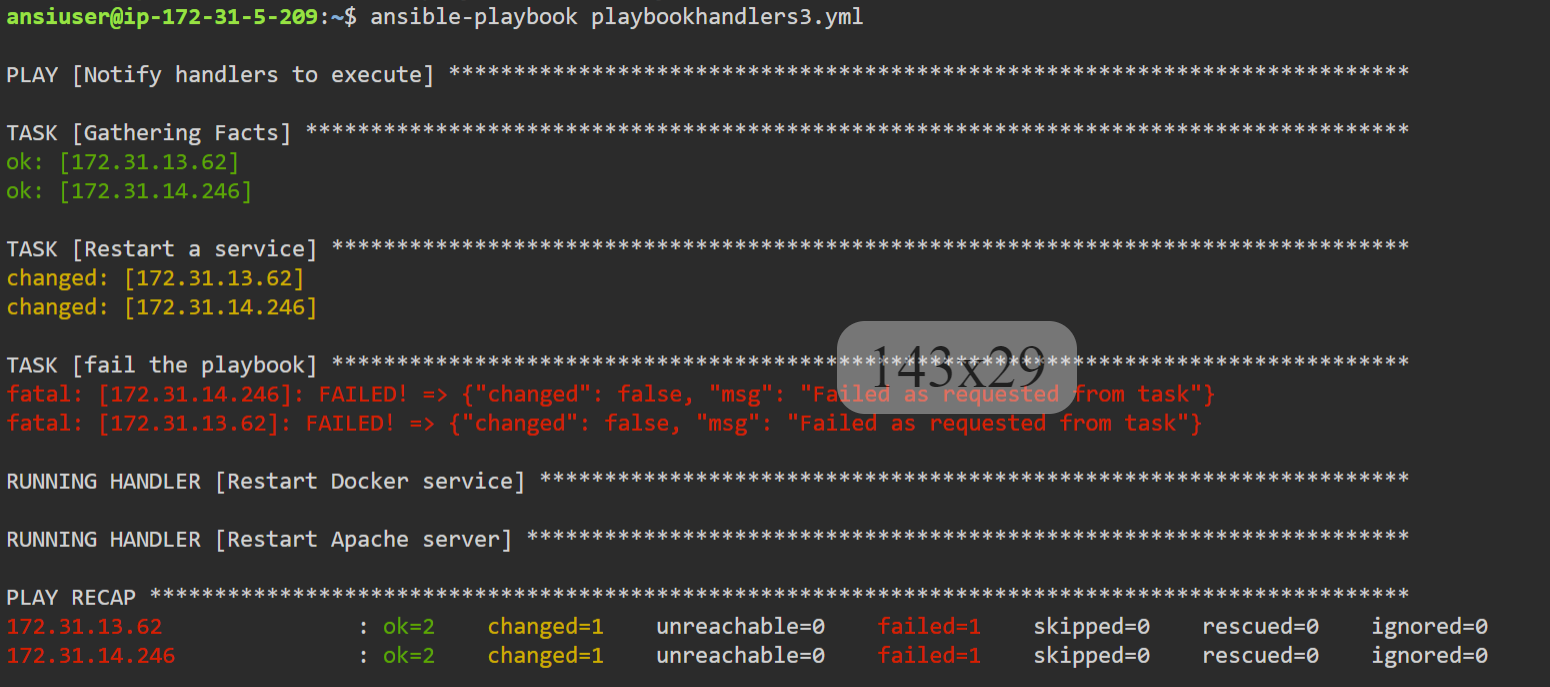 ansiuser@ip-172-31-5-209:~$ ansible-playbook playbookhandlers3.yml
PLAY [Notify handlers to execute] **************************************************************************
TASK [Gathering Facts] *************************************************************************************
ok: [172.31.13.62]
ok: [172.31.14.246]
TASK [Restart a service] ***********************************************************************************
changed: [172.31.13.62]
changed: [172.31.14.246]
TASK [fail the playbook] ***********************************************************************************
143x29
fatal: [172.31.14.246]: FAILED! => {"changed": false, "msg": "Failed as requested from task"}
fatal: [172.31.13.62]: FAILED! => {"changed": false, "msg": "Failed as requested from task"}
RUNNING HANDLER [Restart Docker service] *******************************************************************
RUNNING HANDLER [Restart Apache server] ********************************************************************
PLAY RECAP *************************************************************************************************
172.31.13.62               : ok=2    changed=1    unreachable=0    failed=1    skipped=0    rescued=0    ignored=0
172.31.14.246              : ok=2    changed=1    unreachable=0    failed=1    skipped=0    rescued=0    ignored=0